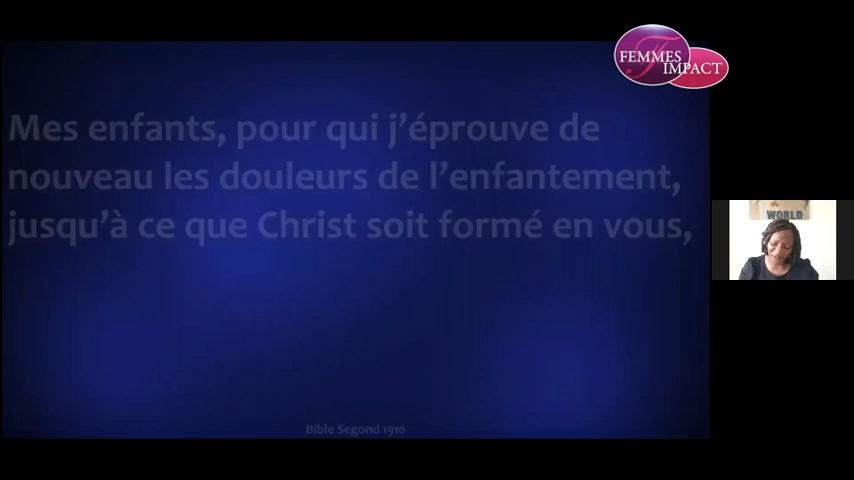 FEMMES
IMPACT
Mes enfants, pour qui j'éprouve de
nouveau les douleurs de l'enfantement,
jusqu'à ce que Christ soit formé en vous,
WORLD
Bible Segond 1910